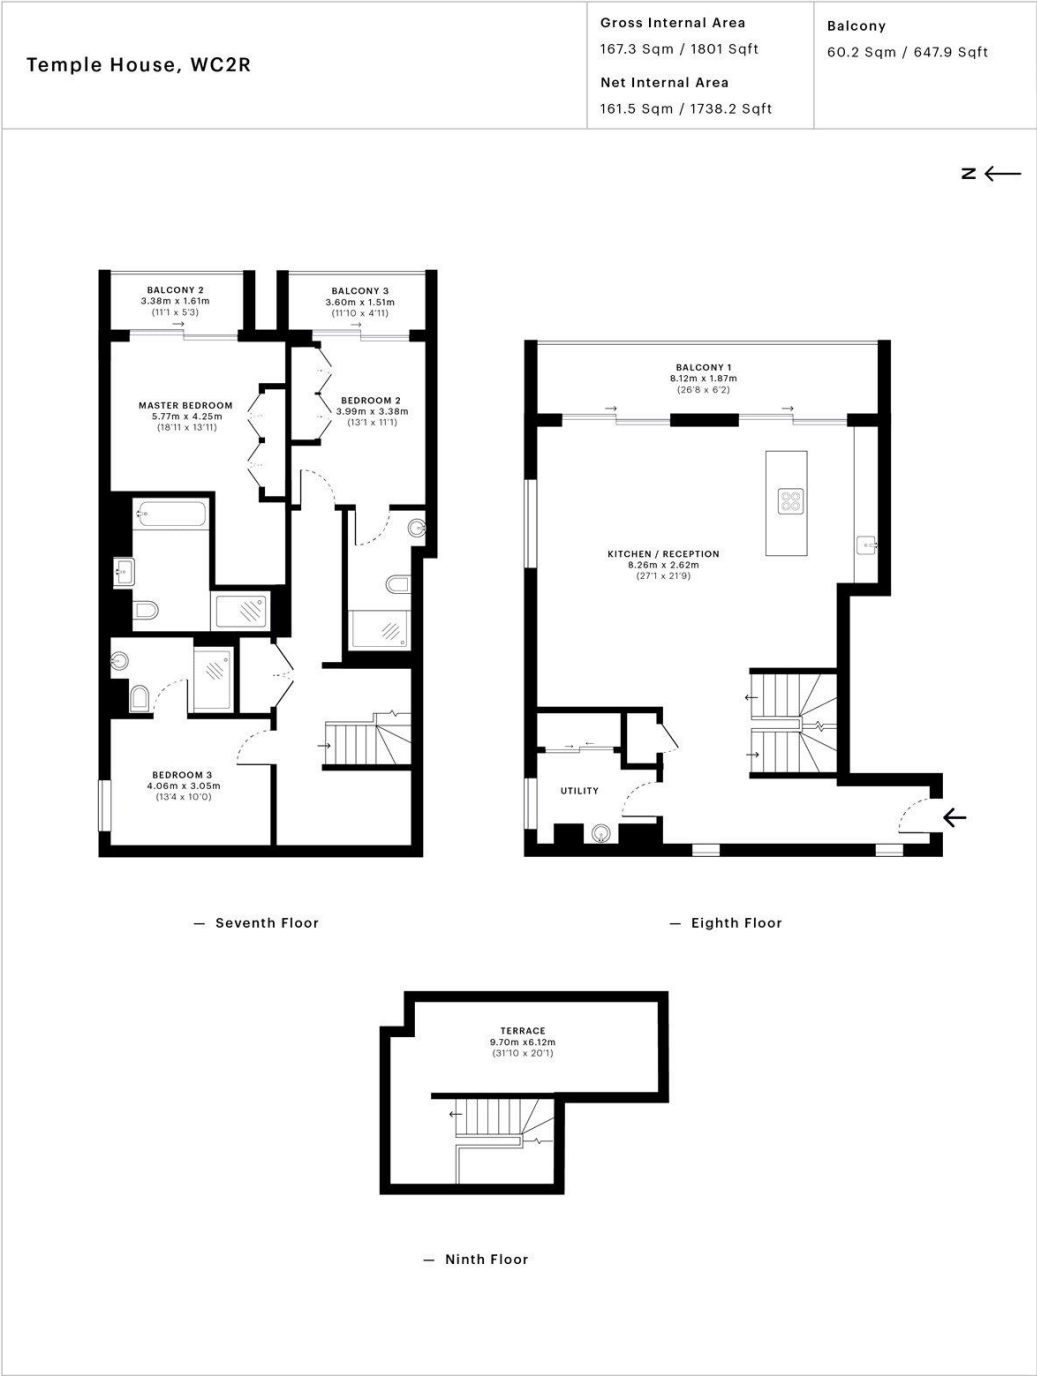 Temple House, WC2R
Gross Internal Area
167.3 Sqm / 1801 Sqft
Net Internal Area
161.5 Sqm / 1738.2 Sqft
Balcony
60.2 Sqm / 647.9 Sqft
N
BALCONY 2
3.38m x 1.61m
(11'1 x 5'3)
BALCONY 3
3.60m x 1.51m
(11'10 x 4'11)
MASTER BEDROOM
5.77m x 4.25m
(18'11 x 13'11)
BEDROOM 2
3.99m x 3.38m
(13'1 x 11'1)
BEDROOM 3
4.06m x 3.05m
(13'4 x 10'0)
— Seventh Floor
BALCONY 1
8.12m x 1.87m
(26'8 x 6'2)
KITCHEN / RECEPTION
8.26m x 2.62m
(27'1 x 21'9)
UTILITY
— Eighth Floor
TERRACE
9.70m x6.12m
(31'10 x 20'1)
— Ninth Floor